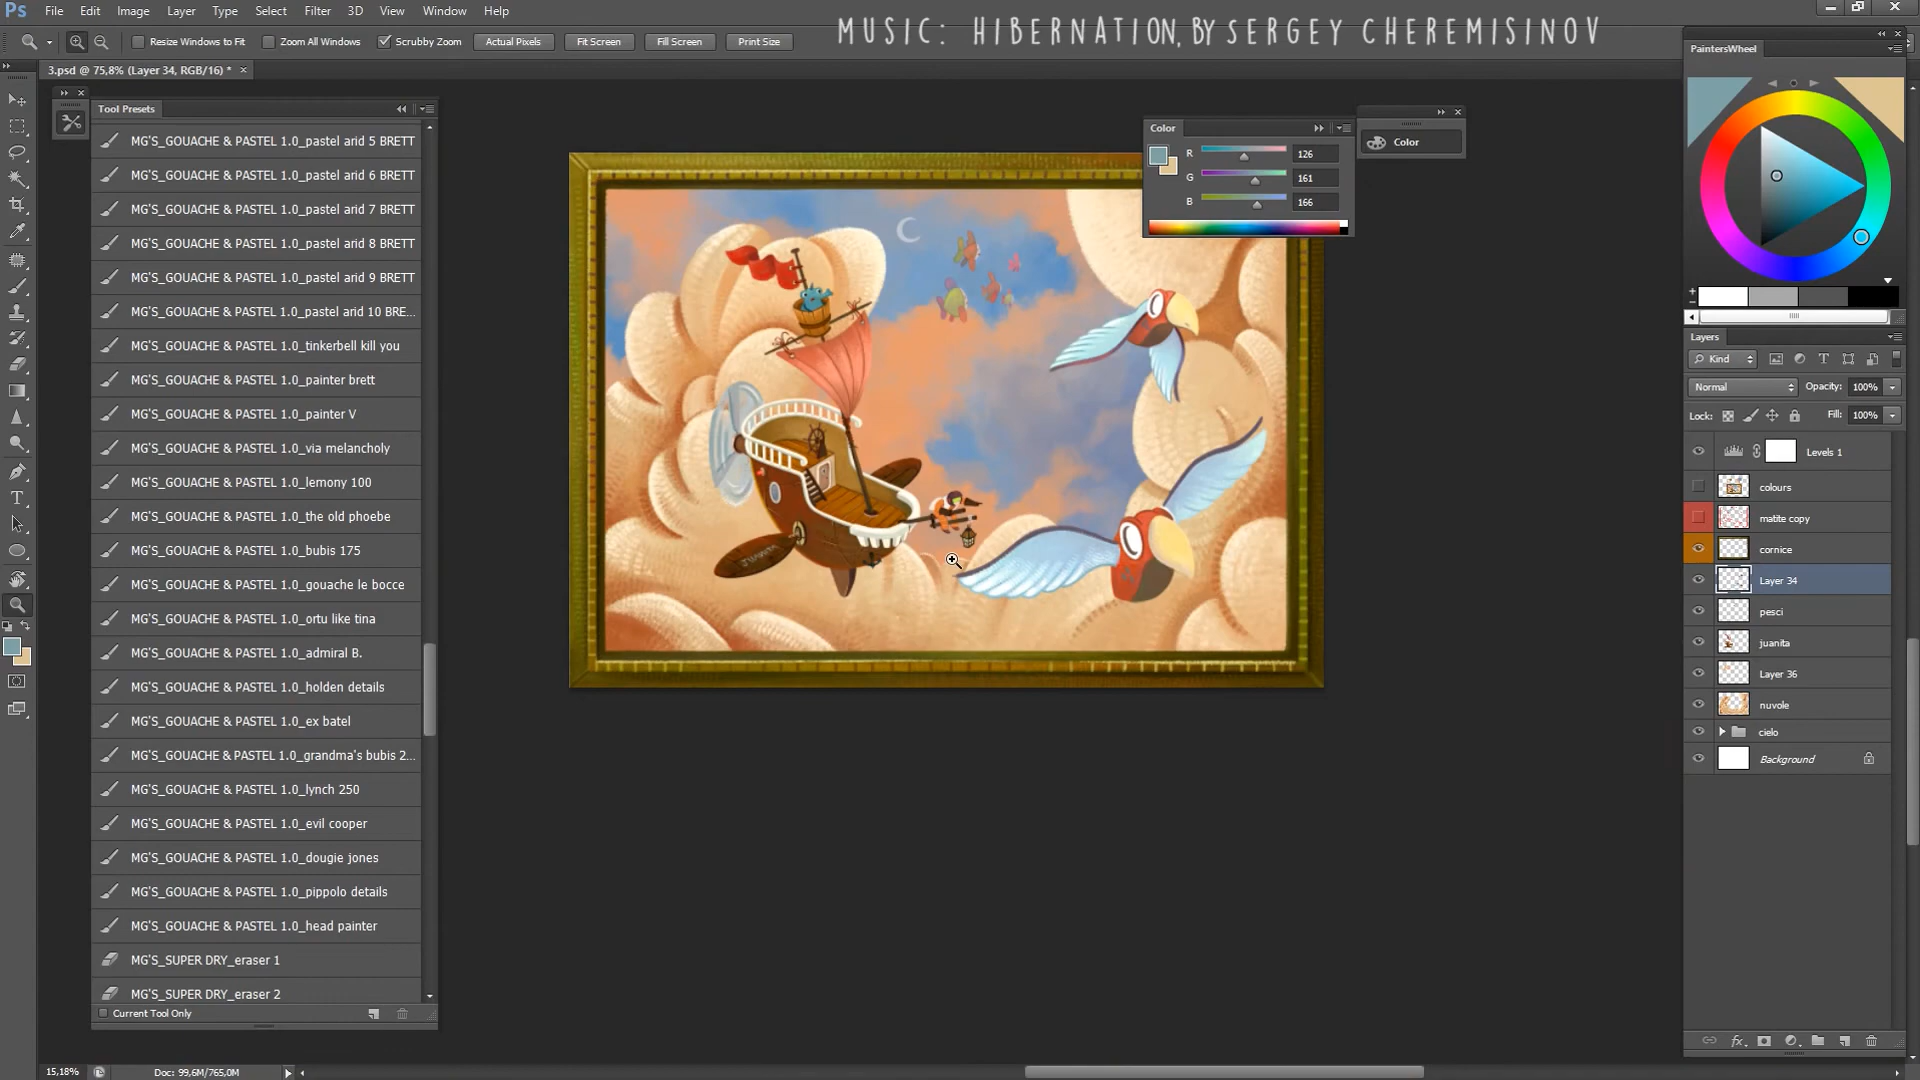 Ps File Edit Image Layer Type Select Filter 3D View Window Help
MUSIC: HIBERNATION, BY SERGEY CHEREMISINOV
Resize Windows to Fit Zoom All Windows Scrubby Zoom Actual Pixels Fit Screen Fill Screen Print Size
3.psd @ 75,8% (Layer 34, RGB/16) *
Tool Presets
MG'S_GOUACHE & PASTEL 1.0_pastel arid 5 BRETT
MG'S_GOUACHE & PASTEL 1.0_pastel arid 6 BRETT
MG'S_GOUACHE & PASTEL 1.0_pastel arid 7 BRETT
MG'S_GOUACHE & PASTEL 1.0_pastel arid 8 BRETT
MG'S_GOUACHE & PASTEL 1.0_pastel arid 9 BRETT
MG'S_GOUACHE & PASTEL 1.0_pastel arid 10 BRE...
MG'S_GOUACHE & PASTEL 1.0_tinkerbell kill you
MG'S_GOUACHE & PASTEL 1.0_painter brett
MG'S_GOUACHE & PASTEL 1.0_painter V
MG'S_GOUACHE & PASTEL 1.0_via melancholy
MG'S_GOUACHE & PASTEL 1.0_lemony 100
MG'S_GOUACHE & PASTEL 1.0_the old phoebe
MG'S_GOUACHE & PASTEL 1.0_bubis 175
MG'S_GOUACHE & PASTEL 1.0_gouache le bocce
MG'S_GOUACHE & PASTEL 1.0_ortu like tina
MG'S_GOUACHE & PASTEL 1.0_admiral B.
MG'S_GOUACHE & PASTEL 1.0_holden details
MG'S_GOUACHE & PASTEL 1.0_ex batel
MG'S_GOUACHE & PASTEL 1.0_grandma's bubis 2...
MG'S_GOUACHE & PASTEL 1.0_lynch 250
MG'S_GOUACHE & PASTEL 1.0_evil cooper
MG'S_GOUACHE & PASTEL 1.0_dougie jones
MG'S_GOUACHE & PASTEL 1.0_pippolo details
MG'S_GOUACHE & PASTEL 1.0_head painter
MG'S_SUPER DRY_eraser 1
MG'S_SUPER DRY_eraser 2
Current Tool Only
15,18% Doc: 99,6M/765,0M
Color
R 126
G 161
B 166
Color
PaintersWheel
Layers
Kind
Normal Opacity: 100%
Lock: Fill: 100%
Levels 1
colours
matite copy
cornice
Layer 34
pesci
juanita
Layer 36
nuvole
cielo
Background